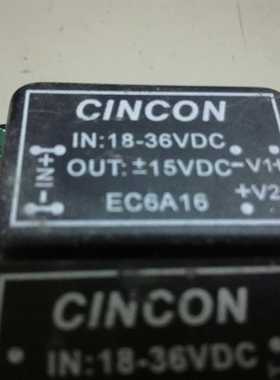 CINCON
IN:18-36VDC
OUT:±15VDC -V1+
+V2
-IN+
EC6A16
CINCON
IN:18-36VDC